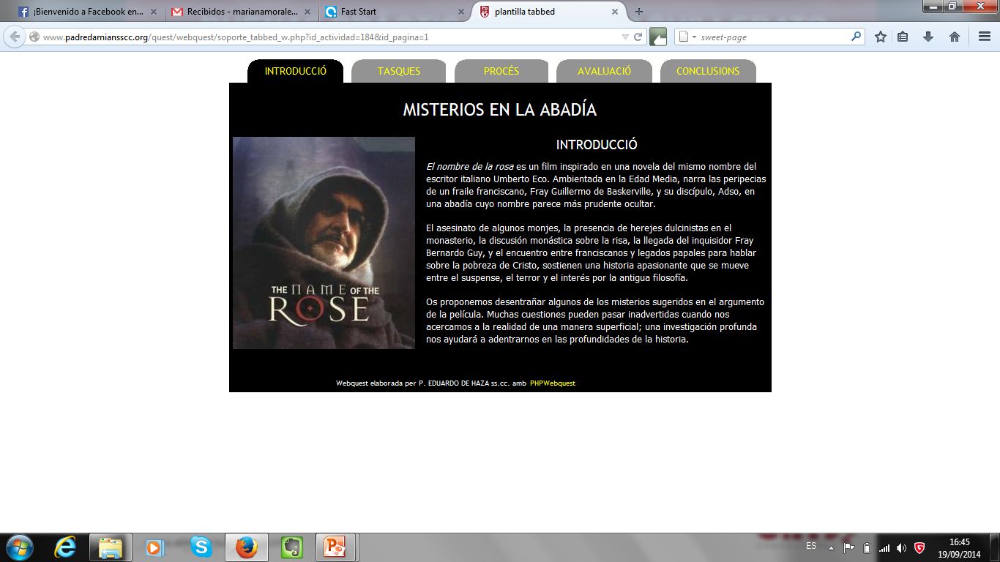 ¡Bienvenido a Facebook en...
Recibidos - marianamorale...
Fast Start
plantilla tabbed
www.padredamiansscc.org/quest/webquest/soporte_tabbed_w.php?id_actividad=184&id_pagina=1
sweet-page
INTRODUCCIÓ
TASQUES
PROCÉS
AVALUACIÓ
CONCLUSIONS
MISTERIOS EN LA ABADÍA
THE NAME OF THE
ROSE
INTRODUCCIÓ
El nombre de la rosa es un film inspirado en una novela del mismo nombre del
escritor italiano Umberto Eco. Ambientada en la Edad Media, narra las peripecias
de un fraile franciscano, Fray Guillermo de Baskerville, y su discípulo, Adso, en
una abadía cuyo nombre parece más prudente ocultar.
El asesinato de algunos monjes, la presencia de herejes dulcinistas en el
monasterio, la discusión monástica sobre la risa, la llegada del inquisidor Fray
Bernardo Guy, y el encuentro entre franciscanos y legados papales para hablar
sobre la pobreza de Cristo, sostienen una historia apasionante que se mueve
entre el suspense, el terror y el interés por la antigua filosofía.
Os proponemos desentrañar algunos de los misterios sugeridos en el argumento
de la película. Muchas cuestiones pueden pasar inadvertidas cuando nos
acercamos a la realidad de una manera superficial; una investigación profunda
nos ayudará a adentrarnos en las profundidades de la historia.
Webquest elaborada per P. EDUARDO DE HAZA ss.cc. amb PHPWebquest
ES
16:45
19/09/2014